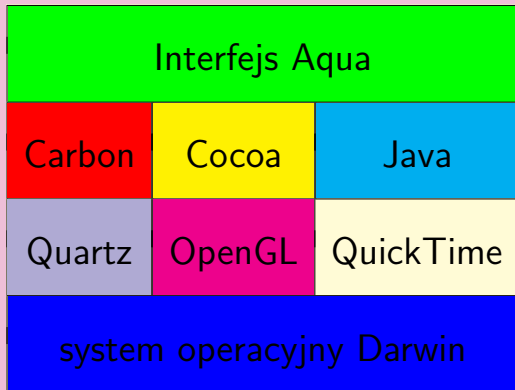 Interfejs Aqua
Carbon Cocoa Java
Quartz OpenGL QuickTime
system operacyjny Darwin